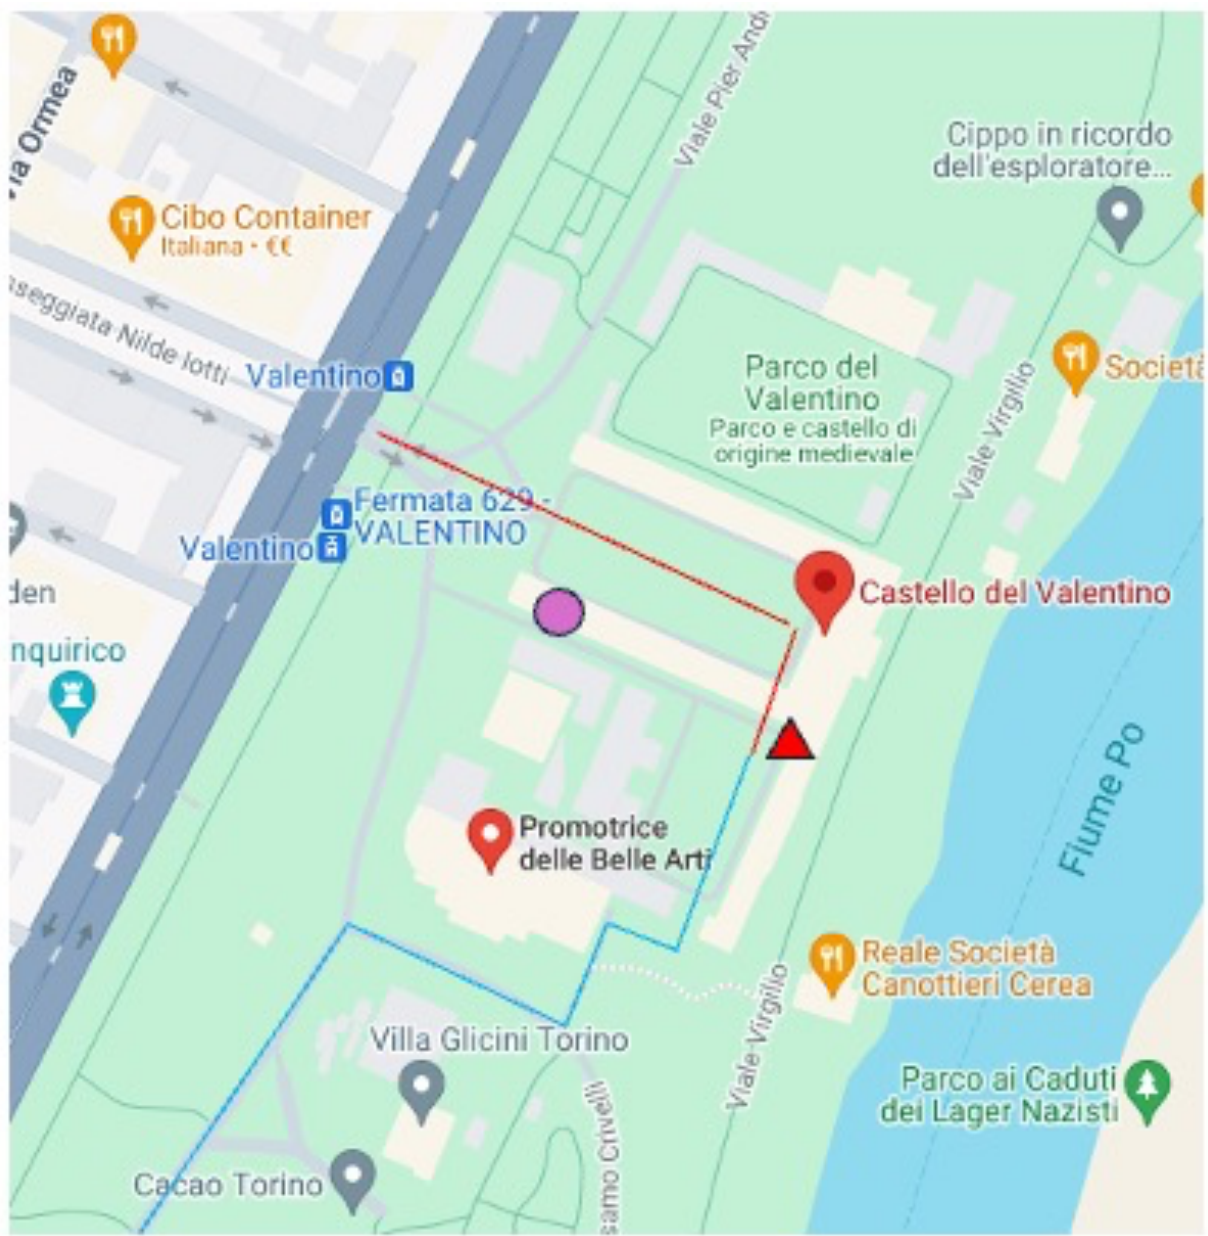 Via Ormea
Viale Pier And
Cippo in ricordo
dell'esploratore...
Cibo Container
Italiana · €€
sseggiata Nilde Iotti
Valentino
Parco del
Valentino
Parco e castello di
origine medievale
Società
Viale Virgilio
Fermata 629 -
VALENTINO
Valentino
Castello del Valentino
den
nquirico
Fiume Po
Promotrice
delle Belle Arti
Reale Società
Canottieri Cerea
Viale Virgilio
Villa Glicini Torino
Parco ai Caduti
dei Lager Nazisti
samo Crivelli
Cacao Torino